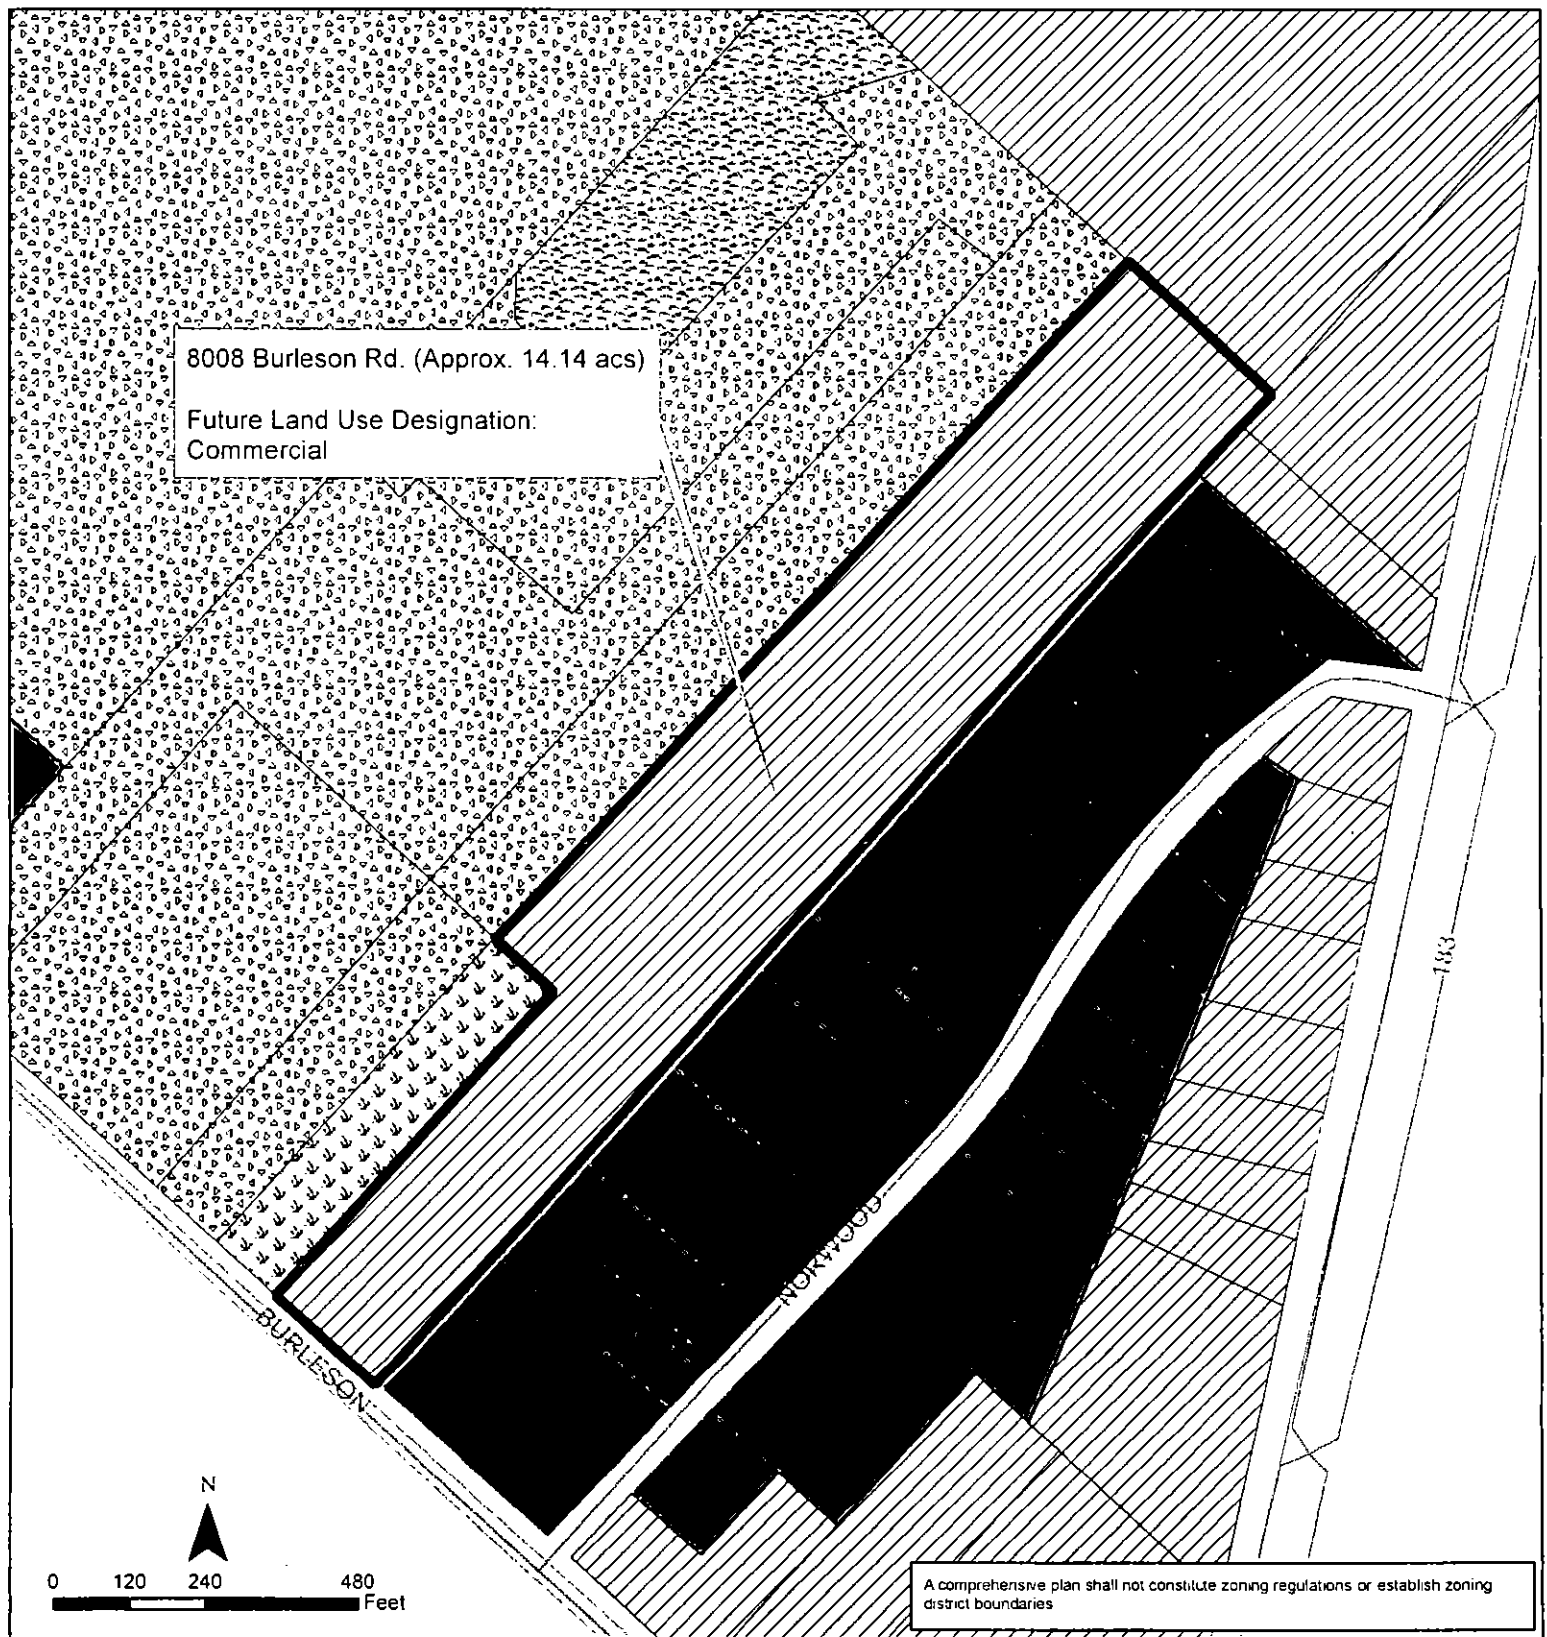 8008 Burleson Rd. (Approx. 14.14 acs)
Future Land Use Designation:
Commercial
183
NORWOOD
BURLESON
N
0 120 240 480
Feet
A comprehensive plan shall not constitute zoning regulations or establish zoning
district boundaries